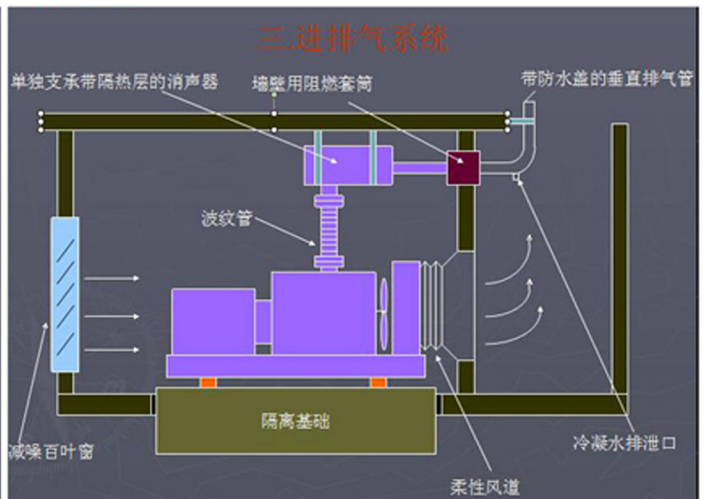 三.进排气系统
单独支承带隔热层的消声器
墙壁用阻燃套筒
带防水盖的垂直排气管
波纹管
隔离基础
减噪百叶窗
冷凝水排泄口
柔性风道